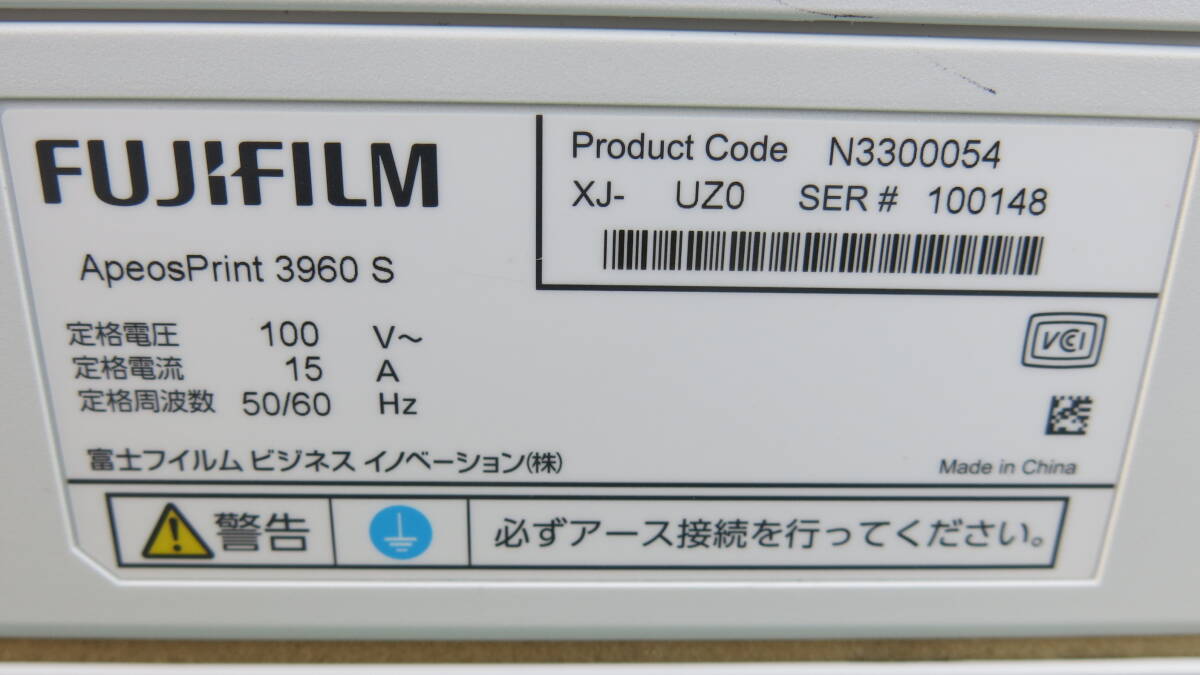 FUJIFILM
ApeosPrint 3960 S
Product Code N3300054
XJ- UZ0 SER # 100148
定格電圧 100 V~
定格電流 15 A
定格周波数 50/60 Hz
VCCI
富士フイルム ビジネス イノベーション(株)
Made in China
警告
必ずアース接続を行ってください。